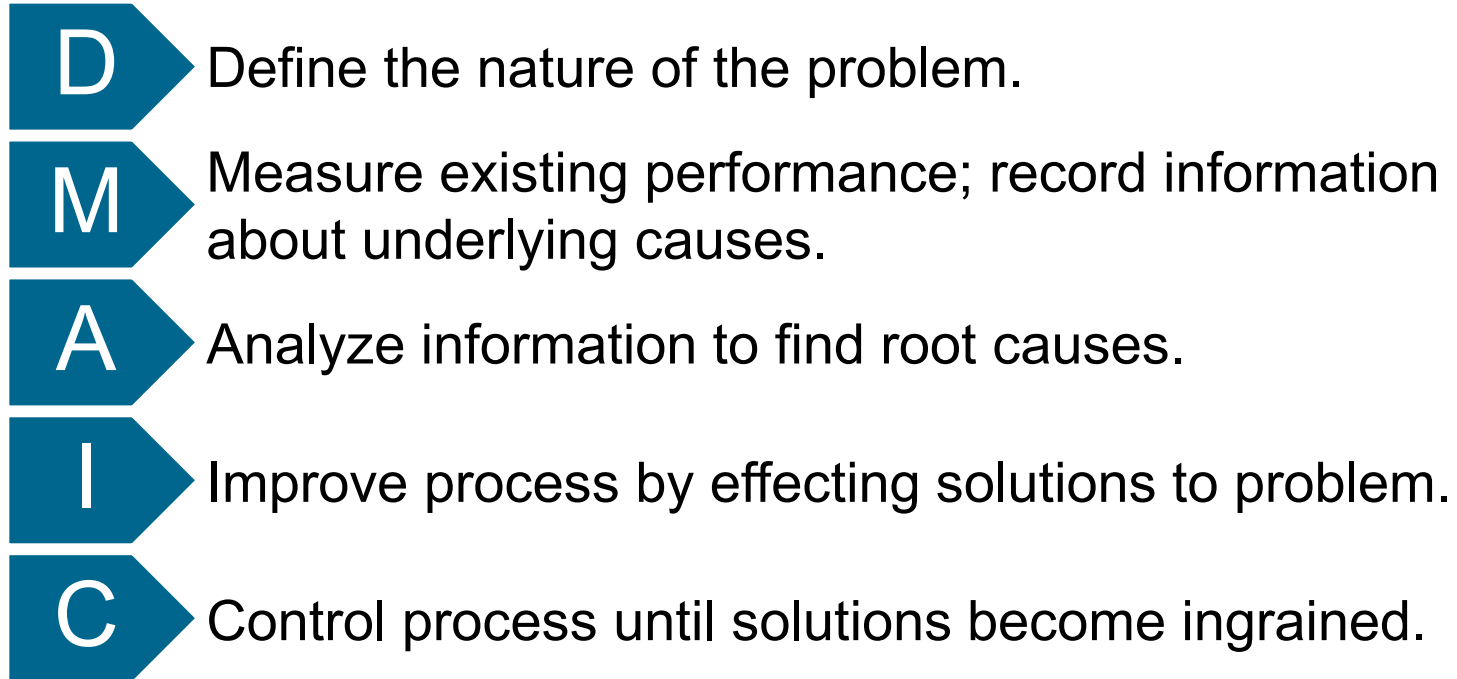 D
Define the nature of the problem.
M
Measure existing performance; record information
about underlying causes.
A
Analyze information to find root causes.
I
Improve process by effecting solutions to problem.
C
Control process until solutions become ingrained.